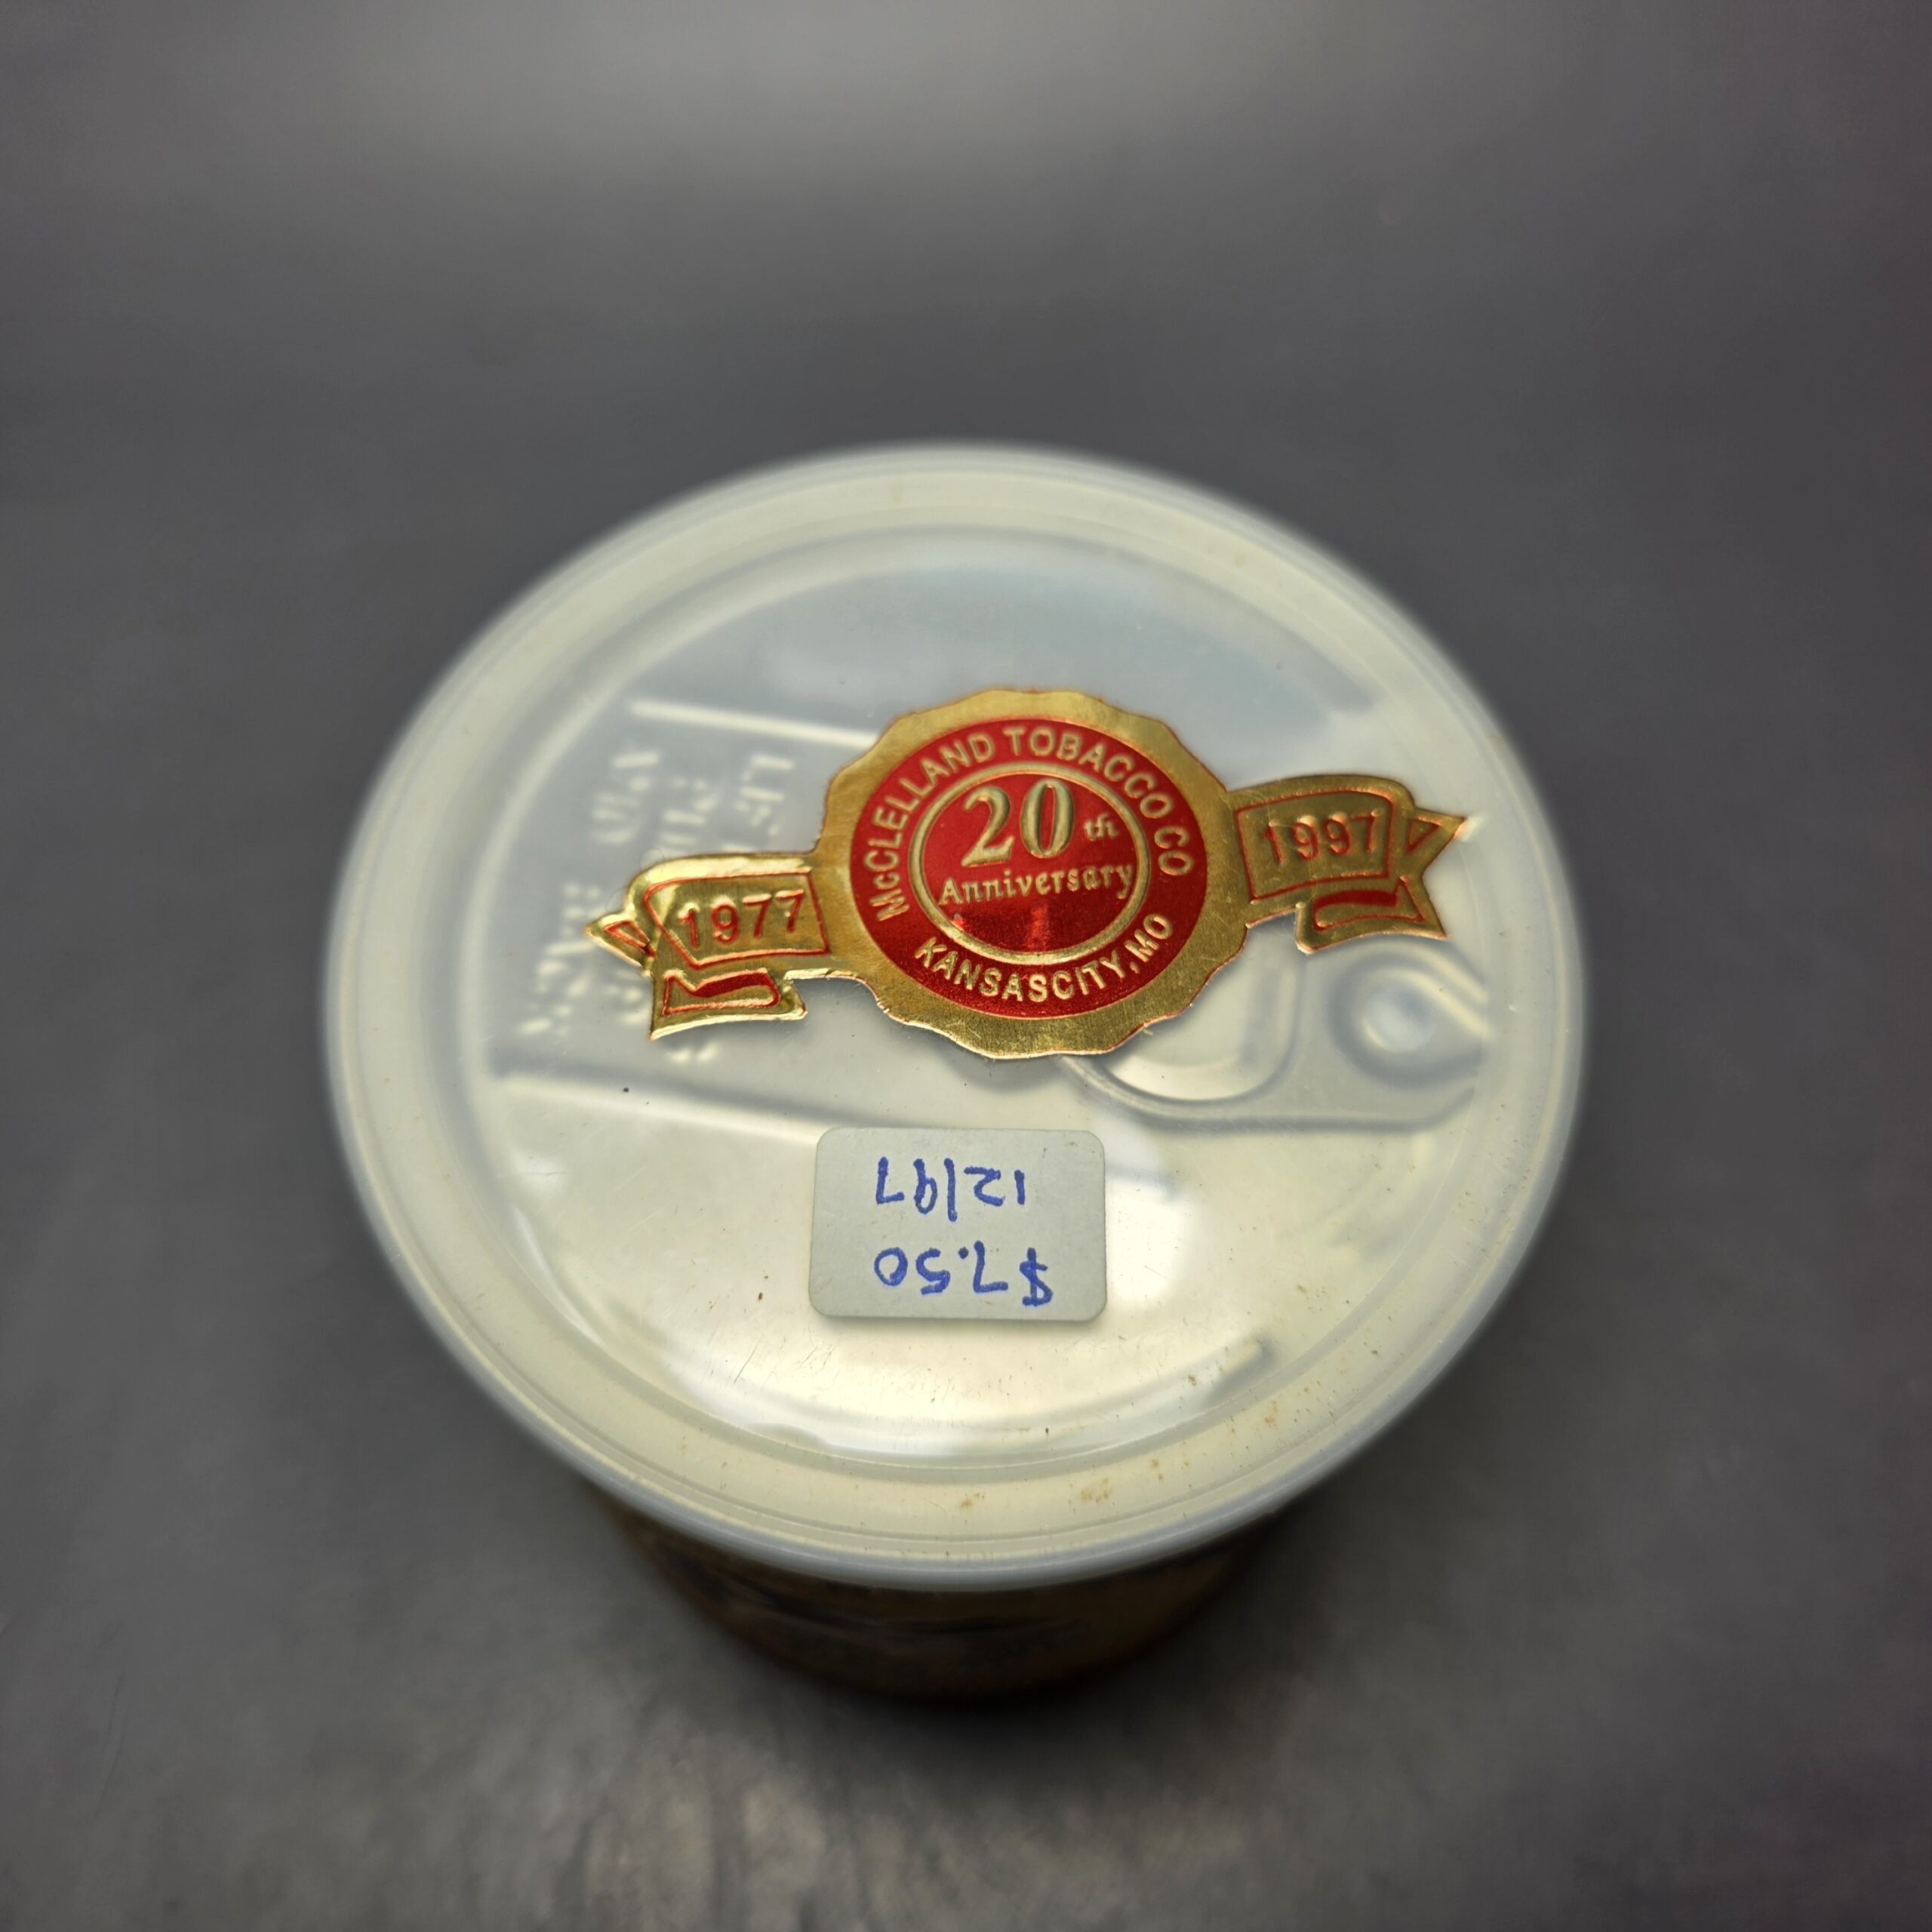 McCLELLAND TOBACCO CO
20th
Anniversary
KANSAS CITY, MO
1977
1997
12/97
$7.50